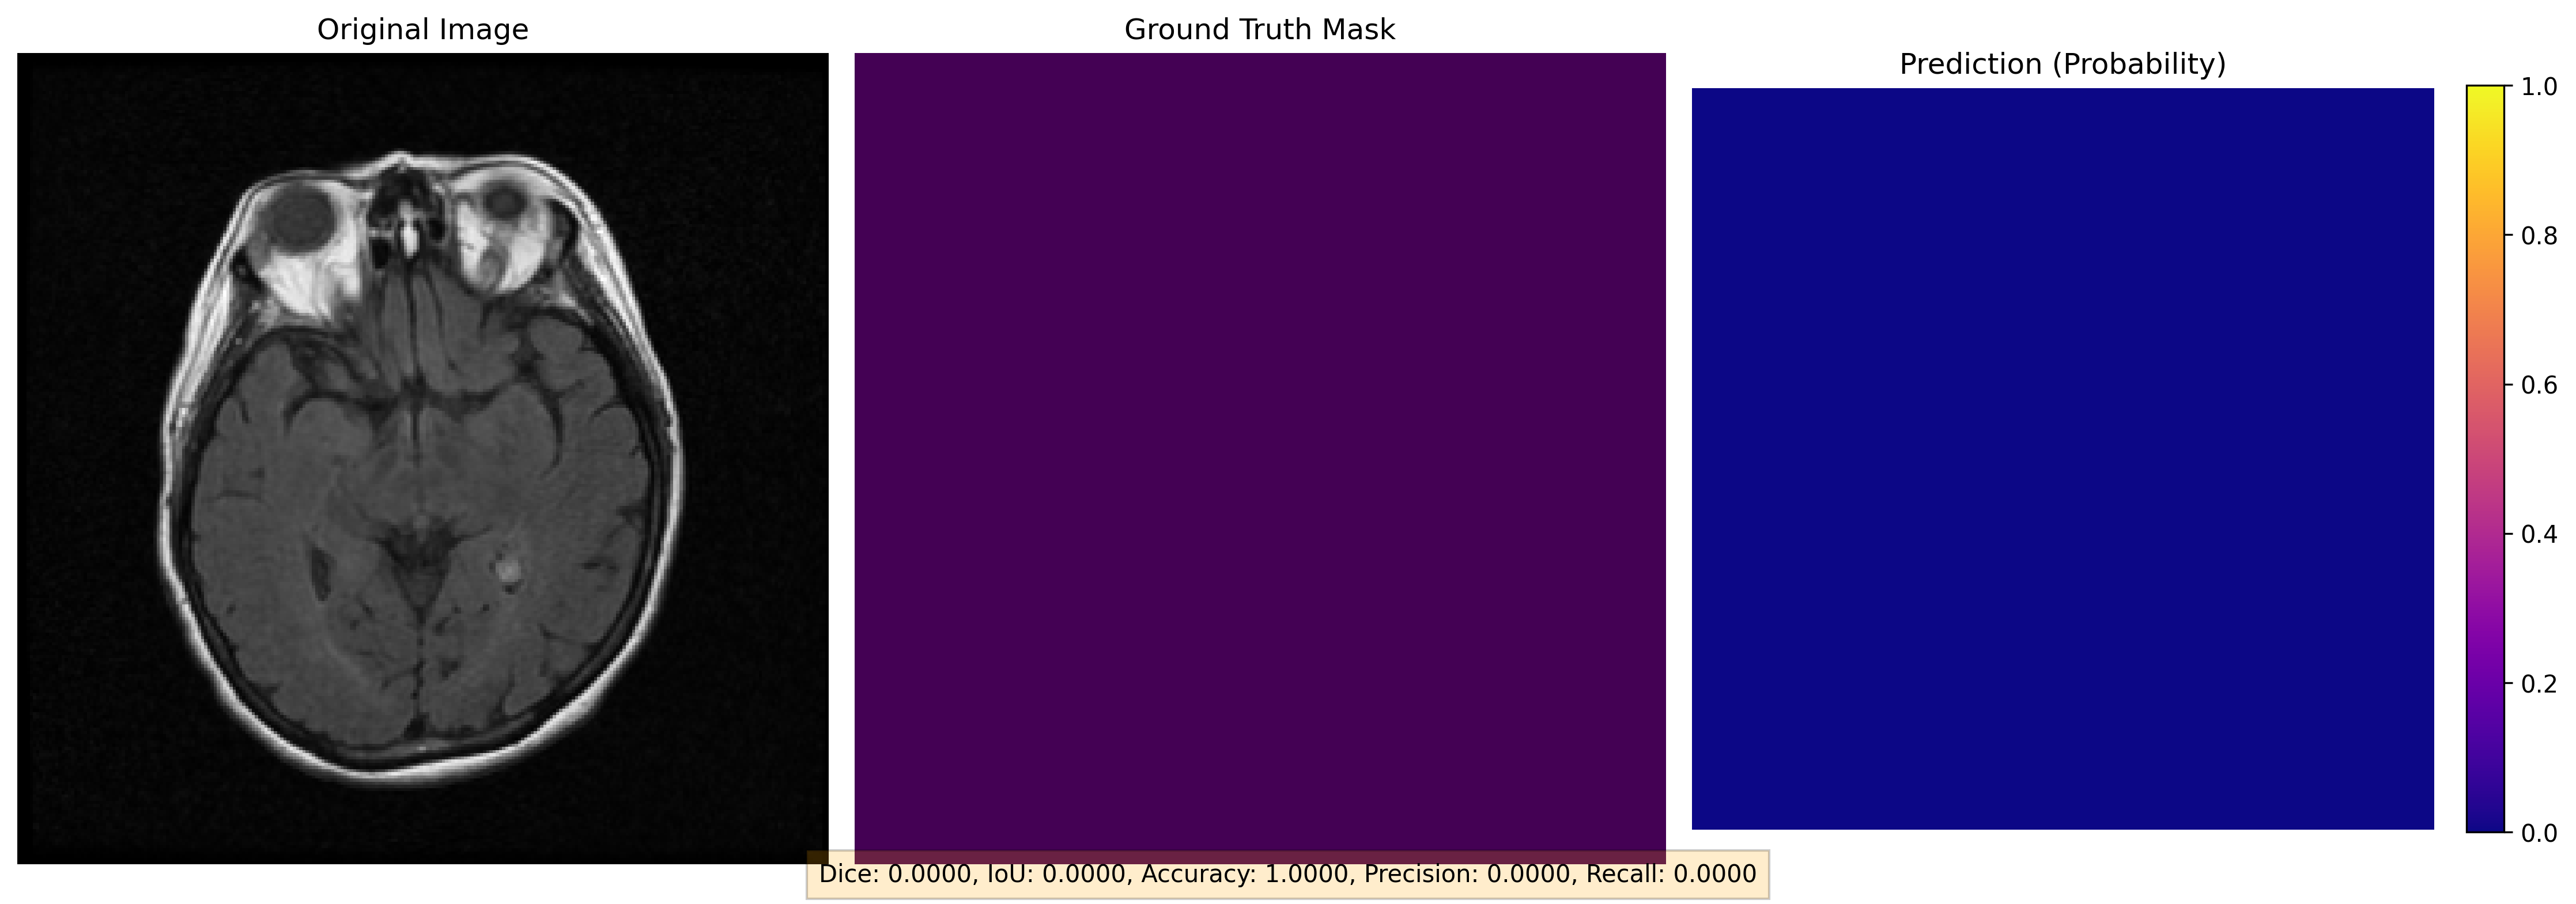 Original Image
Ground Truth Mask
Prediction (Probability)
1.0
0.8
0.6
0.4
0.2
0.0
Dice: 0.0000, IoU: 0.0000, Accuracy: 1.0000, Precision: 0.0000, Recall: 0.0000